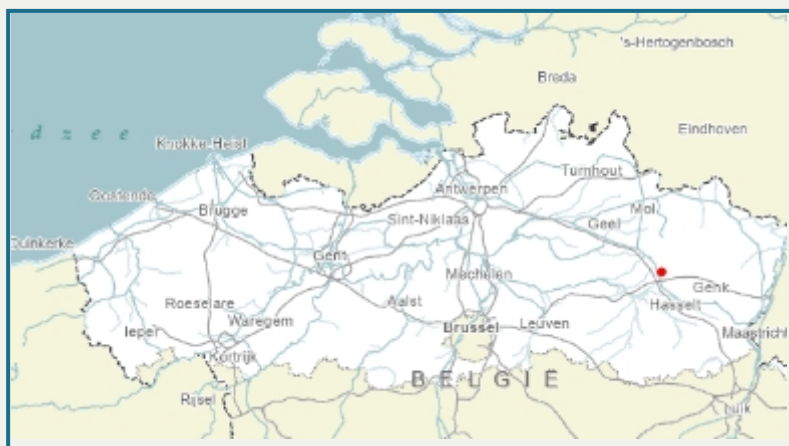 's-Hertogenbosch
Breda
dzee
Eindhoven
Knokke-Heist
Turnhout
Antwerpen
Oostende
Mol
Brugge
Sint-Niklaas
Geel
Duinkerke
Gent
Mechelen
Genk
Roeselare
Aalst
Hasselt
Ieper
Waregem
Brussel
Leuven
Maastricht
Kortrijk
BELGIË
Rijsel
Luik